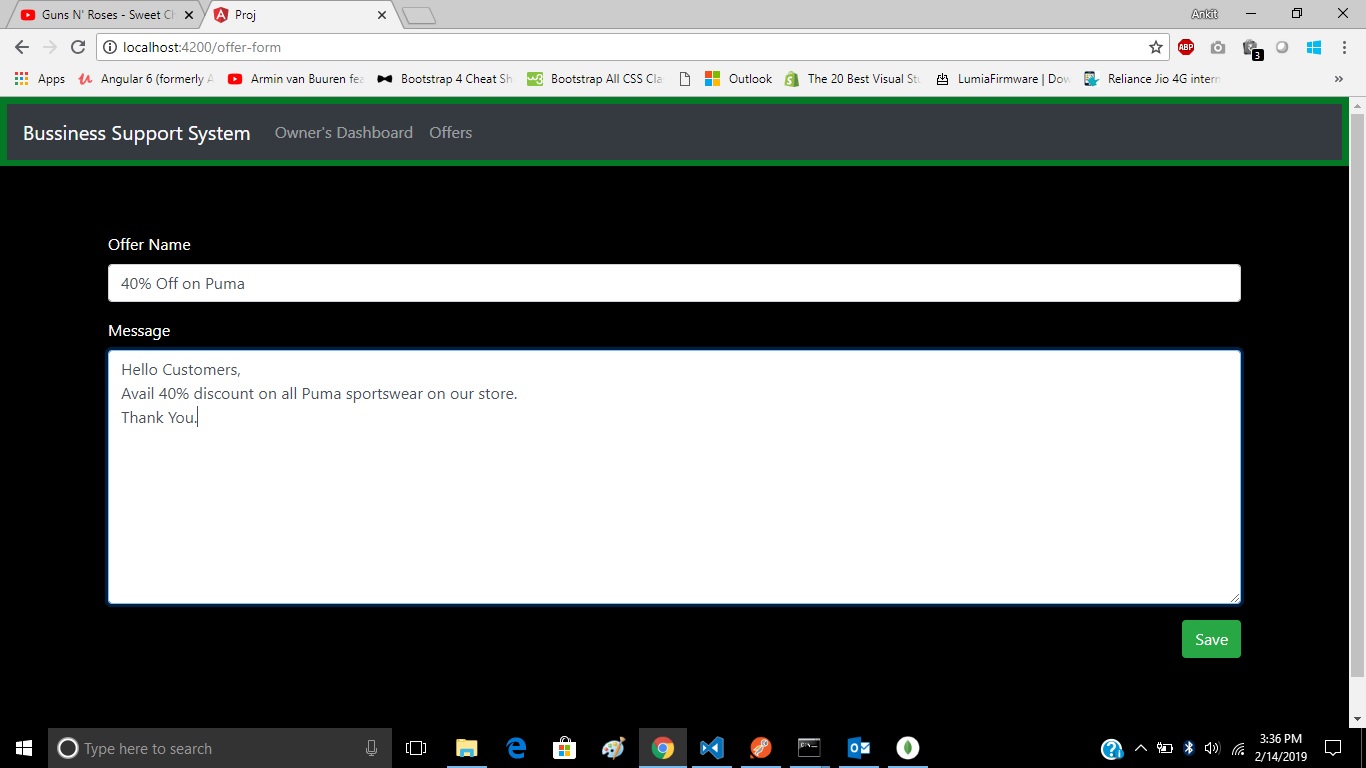 Guns N' Roses - Sweet Ch
Proj
Ankit
localhost:4200/offer-form
ABP
3
Apps
Angular 6 (formerly A
Armin van Buuren fea
Bootstrap 4 Cheat Sh
w3
Bootstrap All CSS Cla
Outlook
The 20 Best Visual Stu
LumiaFirmware | Dow
Reliance Jio 4G intern
»
Bussiness Support System
Owner's Dashboard
Offers
Offer Name
40% Off on Puma
Message
Hello Customers,
Avail 40% discount on all Puma sportswear on our store.
Thank You.
Save
Type here to search
3:36 PM
2/14/2019